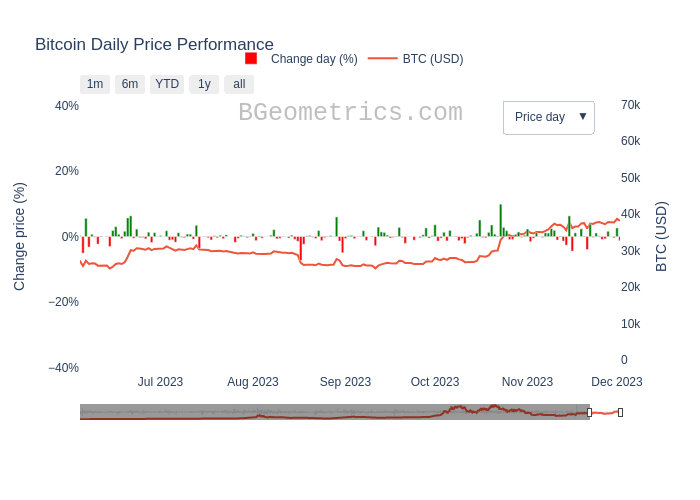 Bitcoin Daily Price Performance
Change day (%) BTC (USD)
1m 6m YTD 1y all
BGeometrics.com
Price day ▼
Change price (%)
40%
20%
0%
−20%
−40%
70k
60k
50k
40k
30k
20k
10k
0
BTC (USD)
Jul 2023 Aug 2023 Sep 2023 Oct 2023 Nov 2023 Dec 2023